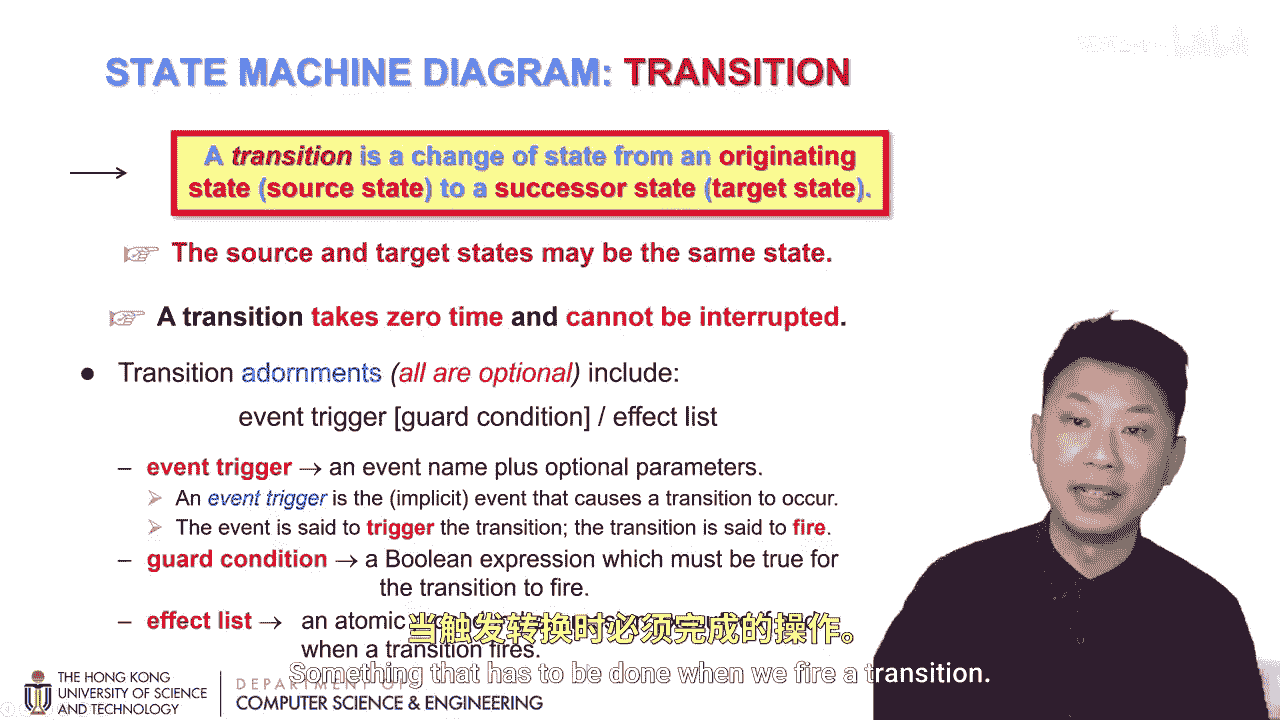 STATE MACHINE DIAGRAM: TRANSITION
A transition is a change of state from an originating
state (source state) to a successor state (target state).
☞ The source and target states may be the same state.
☞ A transition takes zero time and cannot be interrupted.
● Transition adornments (all are optional) include:
event trigger [guard condition] / effect list
– event trigger → an event name plus optional parameters.
➢ An event trigger is the (implicit) event that causes a transition to occur.
➢ The event is said to trigger the transition; the transition is said to fire.
– guard condition → a Boolean expression which must be true for
the transition to fire.
– effect list → an atomic
when a transition fires.
当触发转换时必须完成的操作。
Something that has to be done when we fire a transition.
THE HONG KONG
UNIVERSITY OF SCIENCE
AND TECHNOLOGY
DEPARTMENT OF
COMPUTER SCIENCE & ENGINEERING